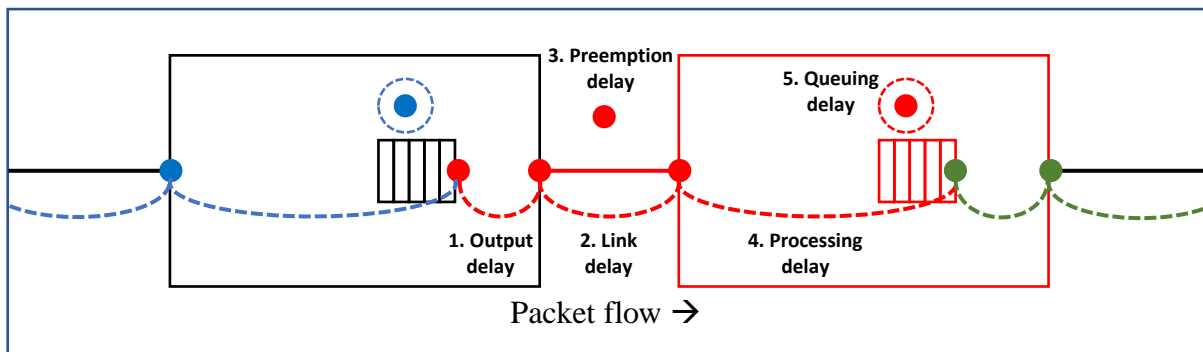 3. Preemption
delay
5. Queuing
delay
1. Output
delay
2. Link
delay
4. Processing
delay
Packet flow →